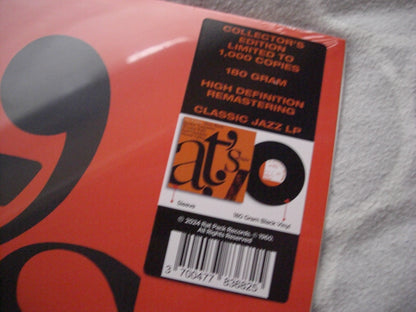 COLLECTOR'S
EDITION
LIMITED TO
1,000 COPIES
180 GRAM
HIGH DEFINITION
REMASTERING
CLASSIC JAZZ LP
at's
Sleeve
180 Gram Black Vinyl
© 2024 Rat Pack Records. ℗ 1960.
All Rights Reserved
3 700477 836825